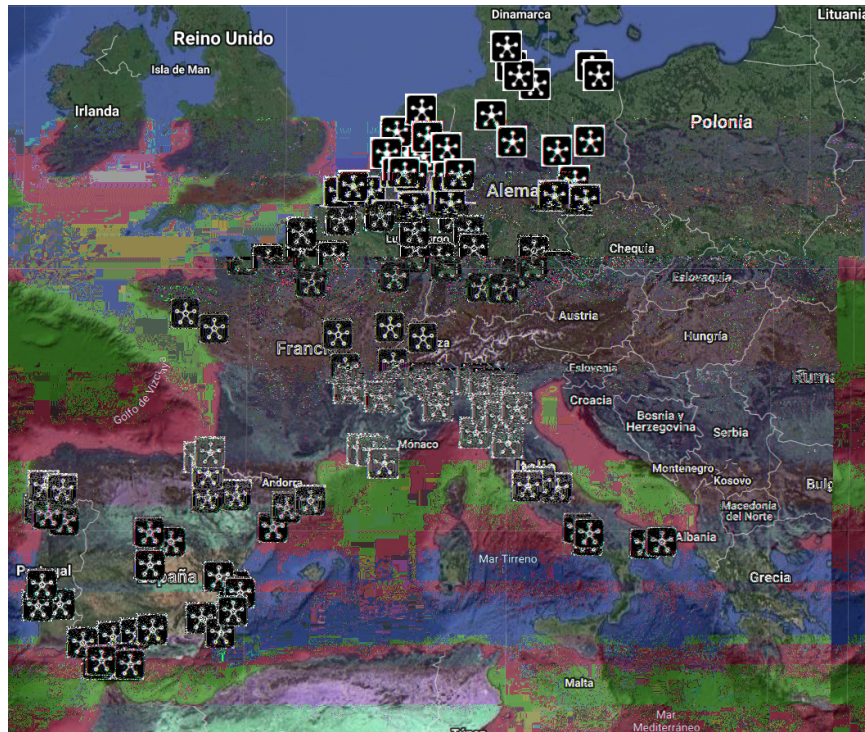 Dinamarca
Lituania
Reino Unido
Isla de Man
Irlanda
Polonia
Chequia
Eslovaquia
Austria
Hungría
Eslovenia
Croacia
Bosnia y
Herzegovina
Serbia
Golfo de Vizcaya
Mónaco
Andorra
Italia
Montenegro
Kosovo
Macedonia
del Norte
Albania
Mar Tirreno
Grecia
Malta
Mar
Mediterráneo